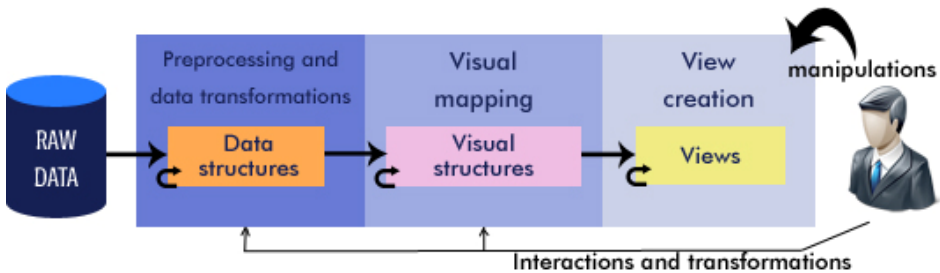 Preprocessing and
data transformations
Visual
mapping
View
creation
manipulations
RAW
DATA
Data
structures
Visual
structures
Views
Interactions and transformations